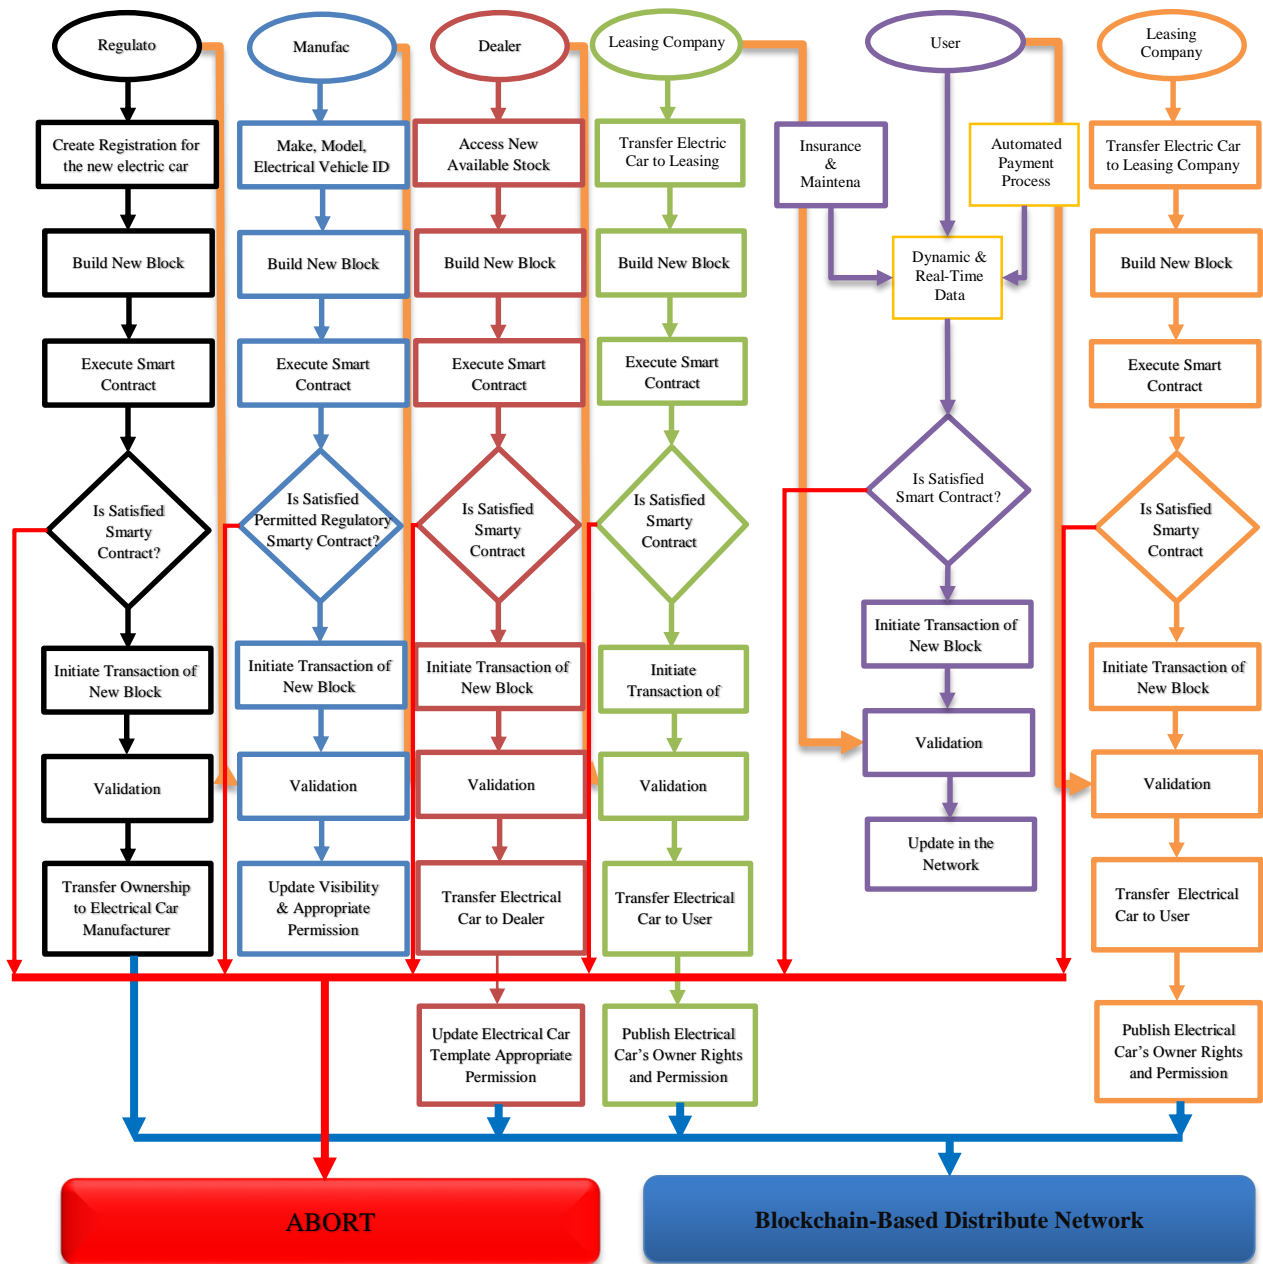 Regulato
Create Registration for
the new electric car
Build New Block
Execute Smart
Contract
Is Satisfied
Smarty
Contract?
Initiate Transaction of
New Block
Validation
Transfer Ownership
to Electrical Car
Manufacturer
Manufac
Make, Model,
Electrical Vehicle ID
Build New Block
Execute Smart
Contract
Is Satisfied
Permitted Regulatory
Smarty Contract?
Initiate Transaction of
New Block
Validation
Update Visibility
& Appropriate
Permission
Dealer
Access New
Available Stock
Build New Block
Execute Smart
Contract
Is Satisfied
Smarty
Contract
Initiate Transaction of
New Block
Validation
Transfer Electrical
Car to Dealer
Update Electrical Car
Template Appropriate
Permission
Leasing Company
Transfer Electric
Car to Leasing
Build New Block
Execute Smart
Contract
Is Satisfied
Smarty
Contract
Initiate
Transaction of
Validation
Transfer Electrical
Car to User
Publish Electrical
Car’s Owner Rights
and Permission
User
Insurance
&
Maintena
Automated
Payment
Process
Dynamic &
Real-Time
Data
Is Satisfied
Smart Contract?
Initiate Transaction of
New Block
Validation
Update in the
Network
Leasing
Company
Transfer Electric Car
to Leasing Company
Build New Block
Execute Smart
Contract
Is Satisfied
Smarty
Contract
Initiate Transaction of
New Block
Validation
Transfer Electrical
Car to User
Publish Electrical
Car’s Owner Rights
and Permission
ABORT
Blockchain-Based Distribute Network